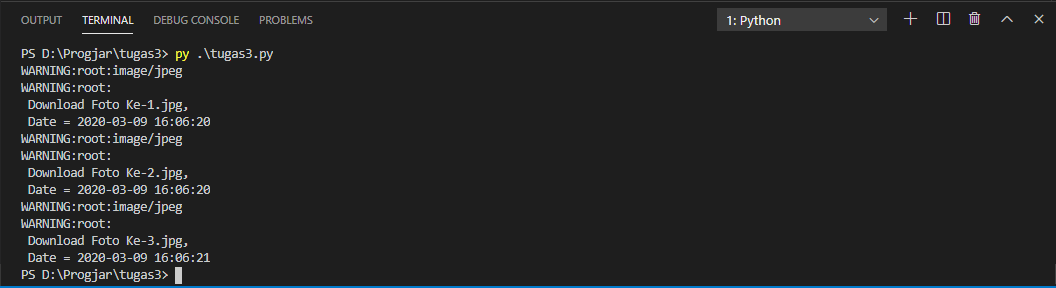 OUTPUT TERMINAL DEBUG CONSOLE PROBLEMS 1: Python
PS D:\Progjar\tugas3> py .\tugas3.py
WARNING:root:image/jpeg
WARNING:root:
Download Foto Ke-1.jpg,
Date = 2020-03-09 16:06:20
WARNING:root:image/jpeg
WARNING:root:
Download Foto Ke-2.jpg,
Date = 2020-03-09 16:06:20
WARNING:root:image/jpeg
WARNING:root:
Download Foto Ke-3.jpg,
Date = 2020-03-09 16:06:21
PS D:\Progjar\tugas3>